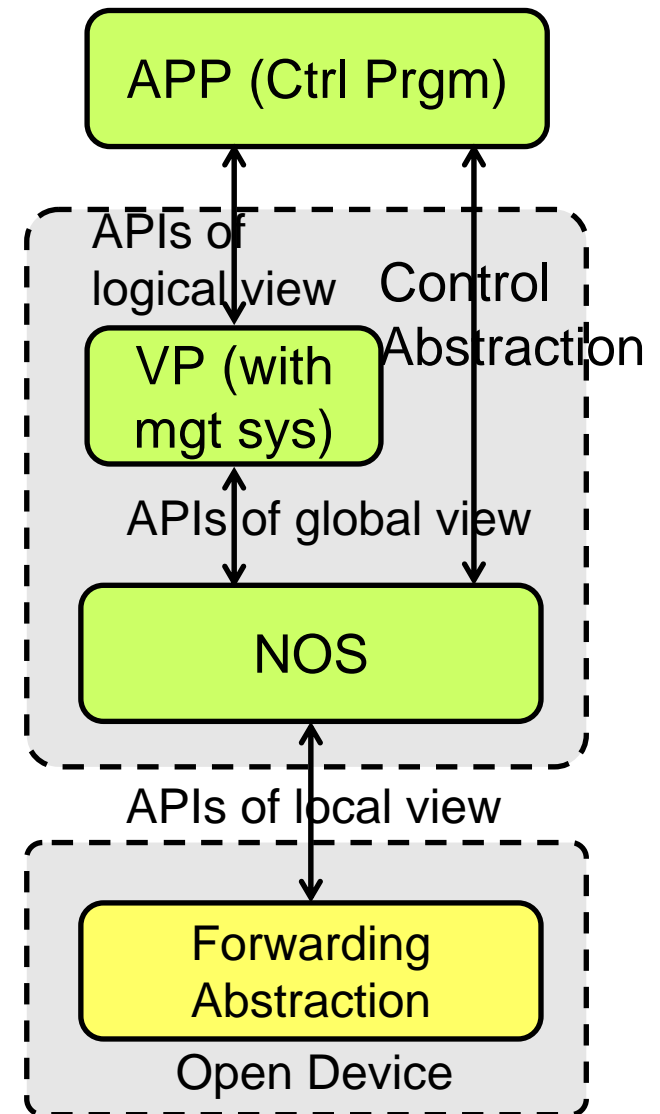 APP (Ctrl Prgm)
APIs of
logical view
Control
Abstraction
VP (with
mgt sys)
APIs of global view
NOS
APIs of local view
Forwarding
Abstraction
Open Device